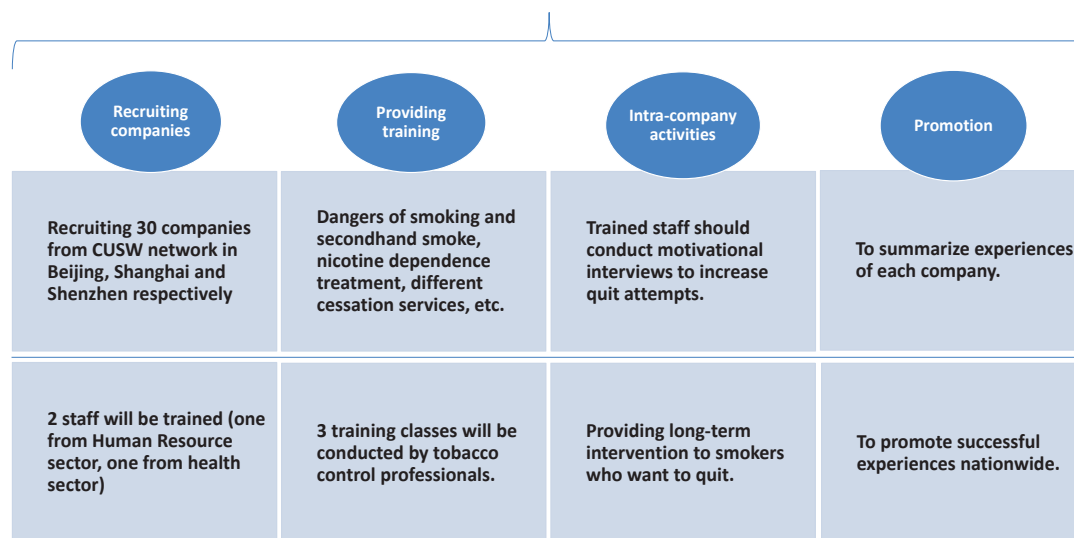 Recruiting
companies
Providing
training
Intra-company
activities
Promotion
Recruiting 30 companies
from CUSW network in
Beijing, Shanghai and
Shenzhen respectively
Dangers of smoking and
secondhand smoke,
nicotine dependence
treatment, different
cessation services, etc.
Trained staff should
conduct motivational
interviews to increase
quit attempts.
To summarize experiences
of each company.
2 staff will be trained (one
from Human Resource
sector, one from health
sector)
3 training classes will be
conducted by tobacco
control professionals.
Providing long-term
intervention to smokers
who want to quit.
To promote successful
experiences nationwide.